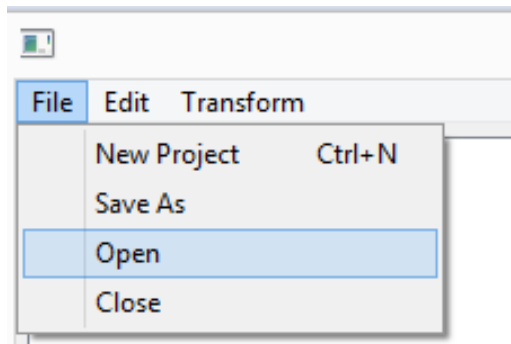 File Edit Transform
New Project Ctrl+N
Save As
Open
Close